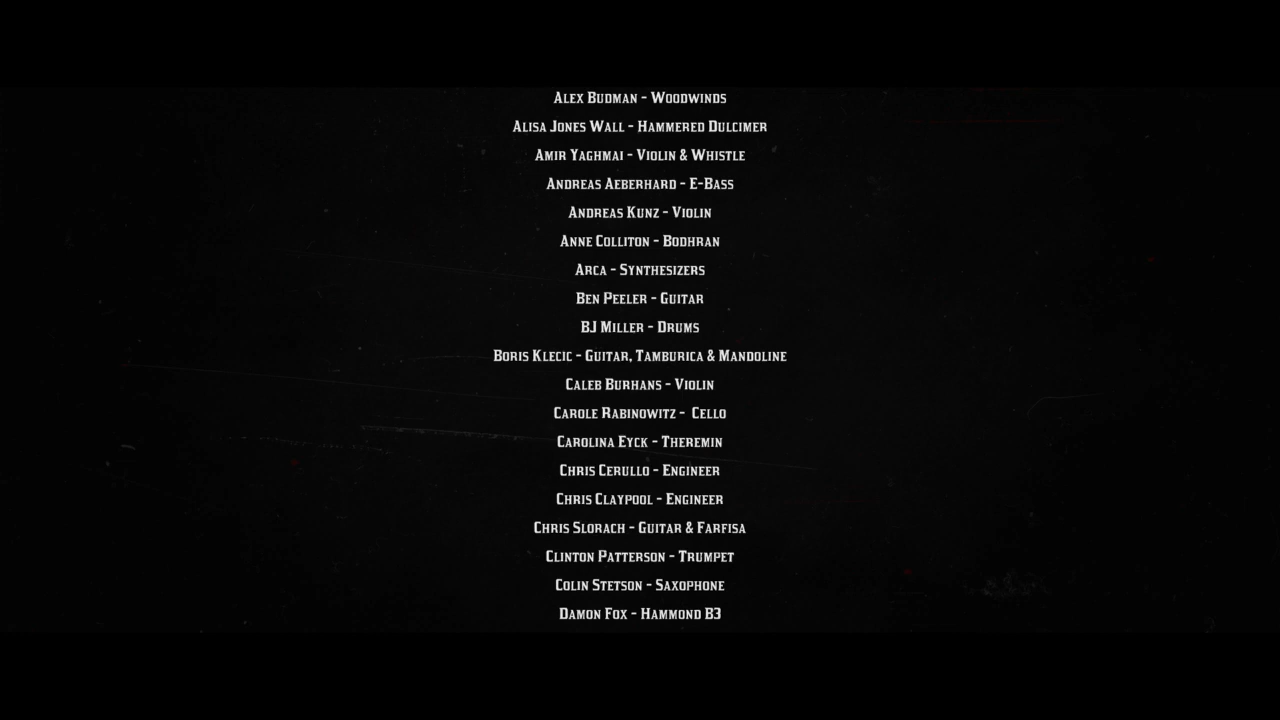 Alex Budman - Woodwinds
Alisa Jones Wall - Hammered Dulcimer
Amir Yaghmai - Violin & Whistle
Andreas Aeberhard - E-Bass
Andreas Kunz - Violin
Anne Colliton - Bodhran
Arca - Synthesizers
Ben Peeler - Guitar
BJ Miller - Drums
Boris Klecic - Guitar, Tamburica & Mandoline
Caleb Burhans - Violin
Carole Rabinowitz - Cello
Carolina Eyck - Theremin
Chris Cerullo - Engineer
Chris Claypool - Engineer
Chris Slorach - Guitar & Farfisa
Clinton Patterson - Trumpet
Colin Stetson - Saxophone
Damon Fox - Hammond B3